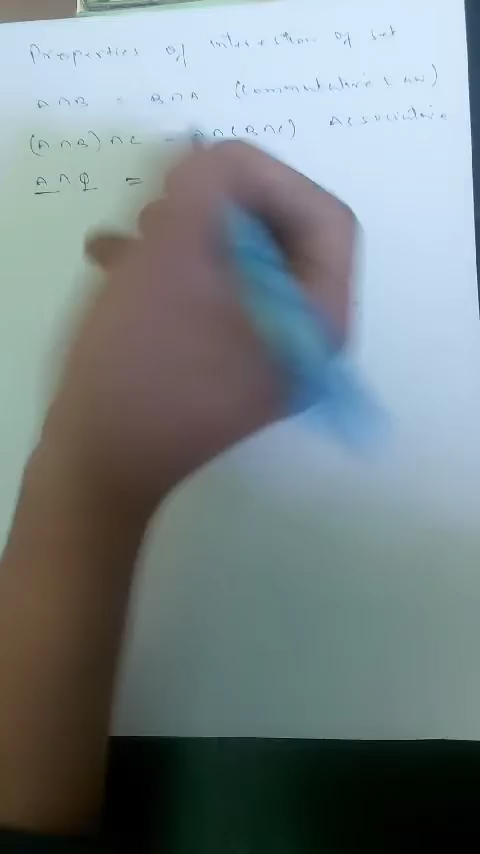 Properties of intersection of set
A ∩ B = B ∩ A (Commutative Law)
(A ∩ B) ∩ C = A ∩ (B ∩ C) Associative
A ∩ φ =